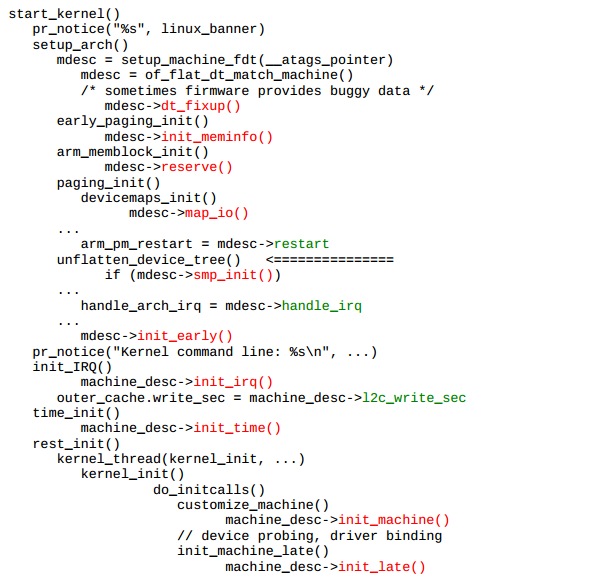 start_kernel()
pr_notice("%s", linux_banner)
setup_arch()
mdesc = setup_machine_fdt(__atags_pointer)
mdesc = of_flat_dt_match_machine()
/* sometimes firmware provides buggy data */
mdesc->dt_fixup()
early_paging_init()
mdesc->init_meminfo()
arm_memblock_init()
mdesc->reserve()
paging_init()
devicemaps_init()
mdesc->map_io()
...
arm_pm_restart = mdesc->restart
unflatten_device_tree()   <===============
if (mdesc->smp_init())
...
handle_arch_irq = mdesc->handle_irq
...
mdesc->init_early()
pr_notice("Kernel command line: %s\n", ...)
init_IRQ()
machine_desc->init_irq()
outer_cache.write_sec = machine_desc->l2c_write_sec
time_init()
machine_desc->init_time()
rest_init()
kernel_thread(kernel_init, ...)
kernel_init()
do_initcalls()
customize_machine()
machine_desc->init_machine()
// device probing, driver binding
init_machine_late()
machine_desc->init_late()